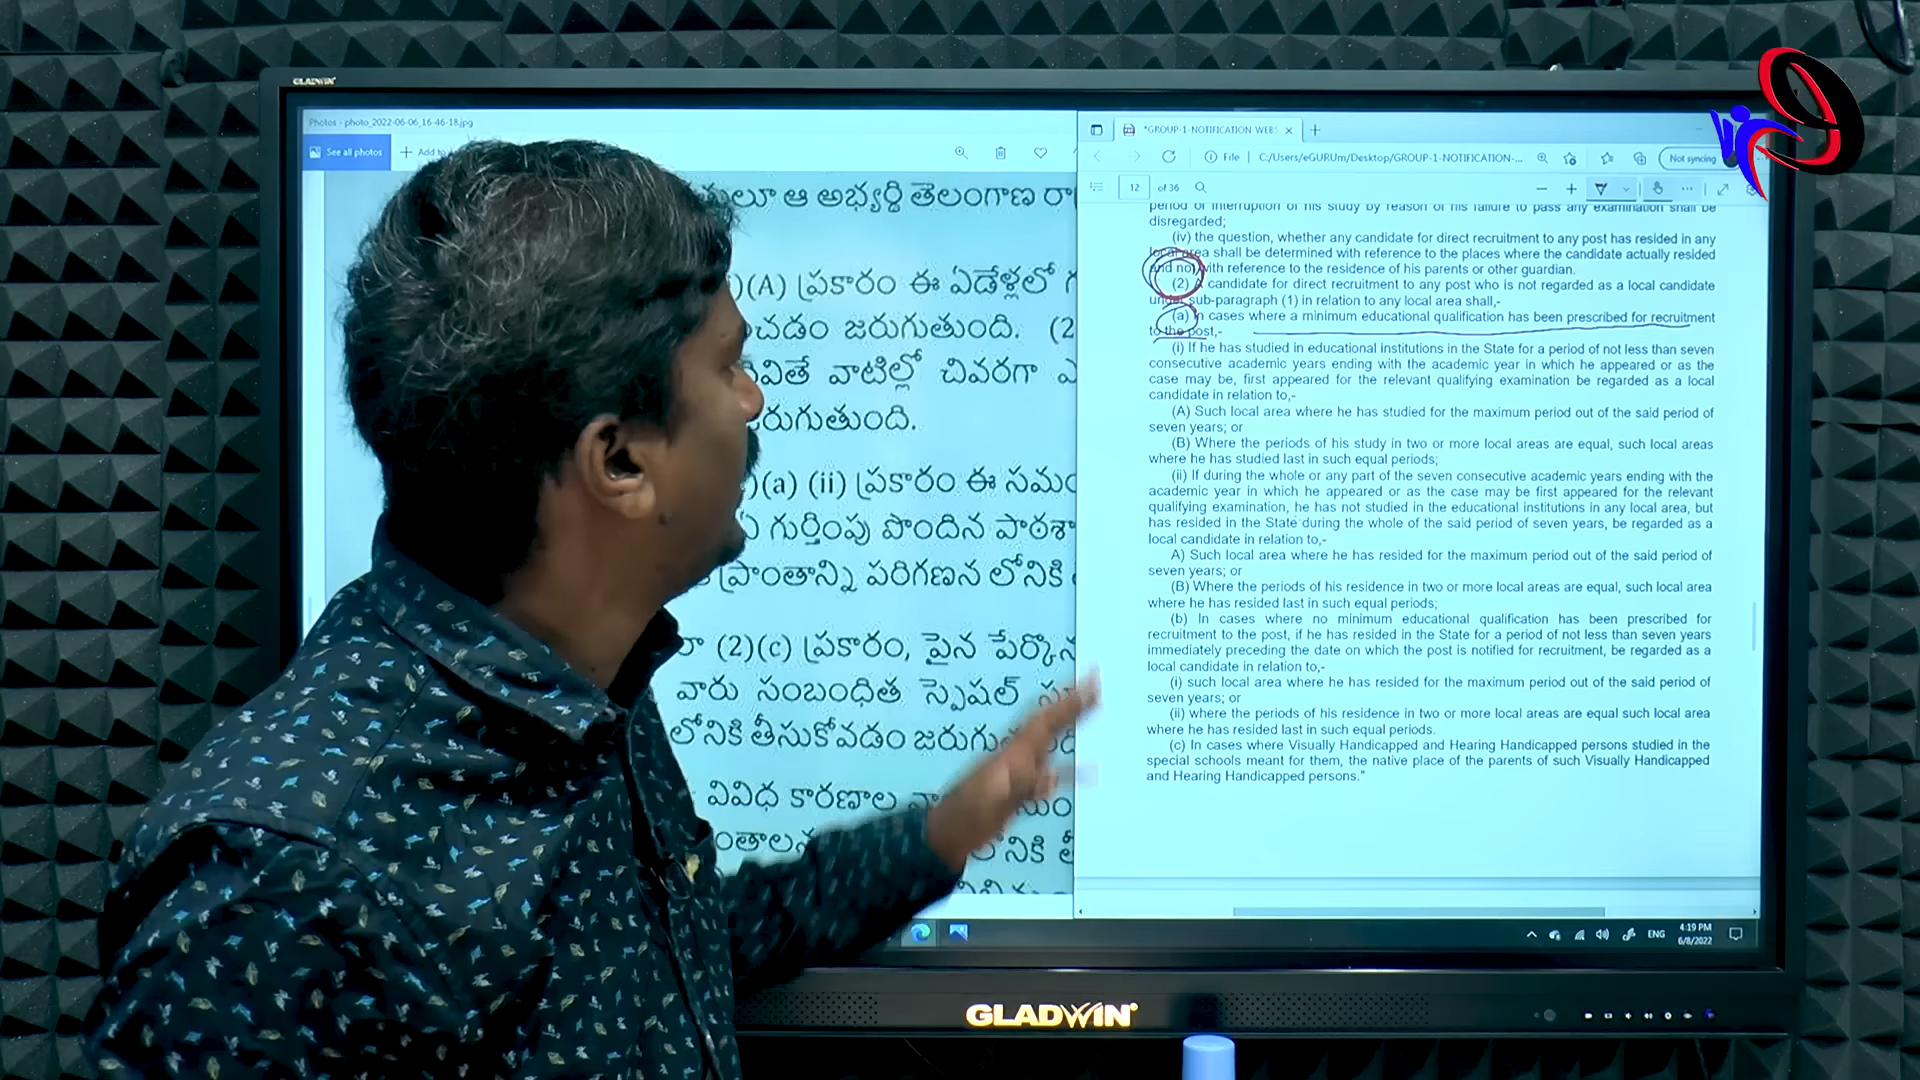 GLADWIN
Photos - photo_2022-06-06_16-46-18.jpg
See all photos
Add to
ఆ అభ్యర్థి తెలంగాణ
(A) ప్రకారం ఈ ఏడేళ్లలో
జరుగుతుంది. (2
వాటిల్లో చివరగా
(a) (ii) ప్రకారం ఈ
గుర్తింపు పొందిన
ప్రాంతాన్ని పరిగణన లోనికి
(2)(c) ప్రకారం, పైన
వారు సంబంధిత స్పెషల్
లోనికి తీసుకోవడం
వివిధ కారణాల
*GROUP-1-NOTIFICATION-WEB
File
C:/Users/eGURUm/Desktop/GROUP-1-NOTIFICATION-...
Not syncing
12 of 36
period of interruption of his study by reason of his failure to pass any examination shall be
disregarded;
(iv) the question, whether any candidate for direct recruitment to any post has resided in any
local area shall be determined with reference to the places where the candidate actually resided
and not with reference to the residence of his parents or other guardian.
(2) A candidate for direct recruitment to any post who is not regarded as a local candidate
under sub-paragraph (1) in relation to any local area shall,-
(a) In cases where a minimum educational qualification has been prescribed for recruitment
to the post,-
(i) If he has studied in educational institutions in the State for a period of not less than seven
consecutive academic years ending with the academic year in which he appeared or as the
case may be, first appeared for the relevant qualifying examination be regarded as a local
candidate in relation to,-
(A) Such local area where he has studied for the maximum period out of the said period of
seven years; or
(B) Where the periods of his study in two or more local areas are equal, such local areas
where he has studied last in such equal periods;
(ii) If during the whole or any part of the seven consecutive academic years ending with the
academic year in which he appeared or as the case may be first appeared for the relevant
qualifying examination, he has not studied in the educational institutions in any local area, but
has resided in the State during the whole of the said period of seven years, be regarded as a
local candidate in relation to,-
A) Such local area where he has resided for the maximum period out of the said period of
seven years; or
(B) Where the periods of his residence in two or more local areas are equal, such local area
where he has resided last in such equal periods;
(b) In cases where no minimum educational qualification has been prescribed for
recruitment to the post, if he has resided in the State for a period of not less than seven years
immediately preceding the date on which the post is notified for recruitment, be regarded as a
local candidate in relation to,-
(i) such local area where he has resided for the maximum period out of the said period of
seven years; or
(ii) where the periods of his residence in two or more local areas are equal such local area
where he has resided last in such equal periods.
(c) In cases where Visually Handicapped and Hearing Handicapped persons studied in the
special schools meant for them, the native place of the parents of such Visually Handicapped
and Hearing Handicapped persons."
ENG
4:19 PM
6/8/2022
GLADWIN
9